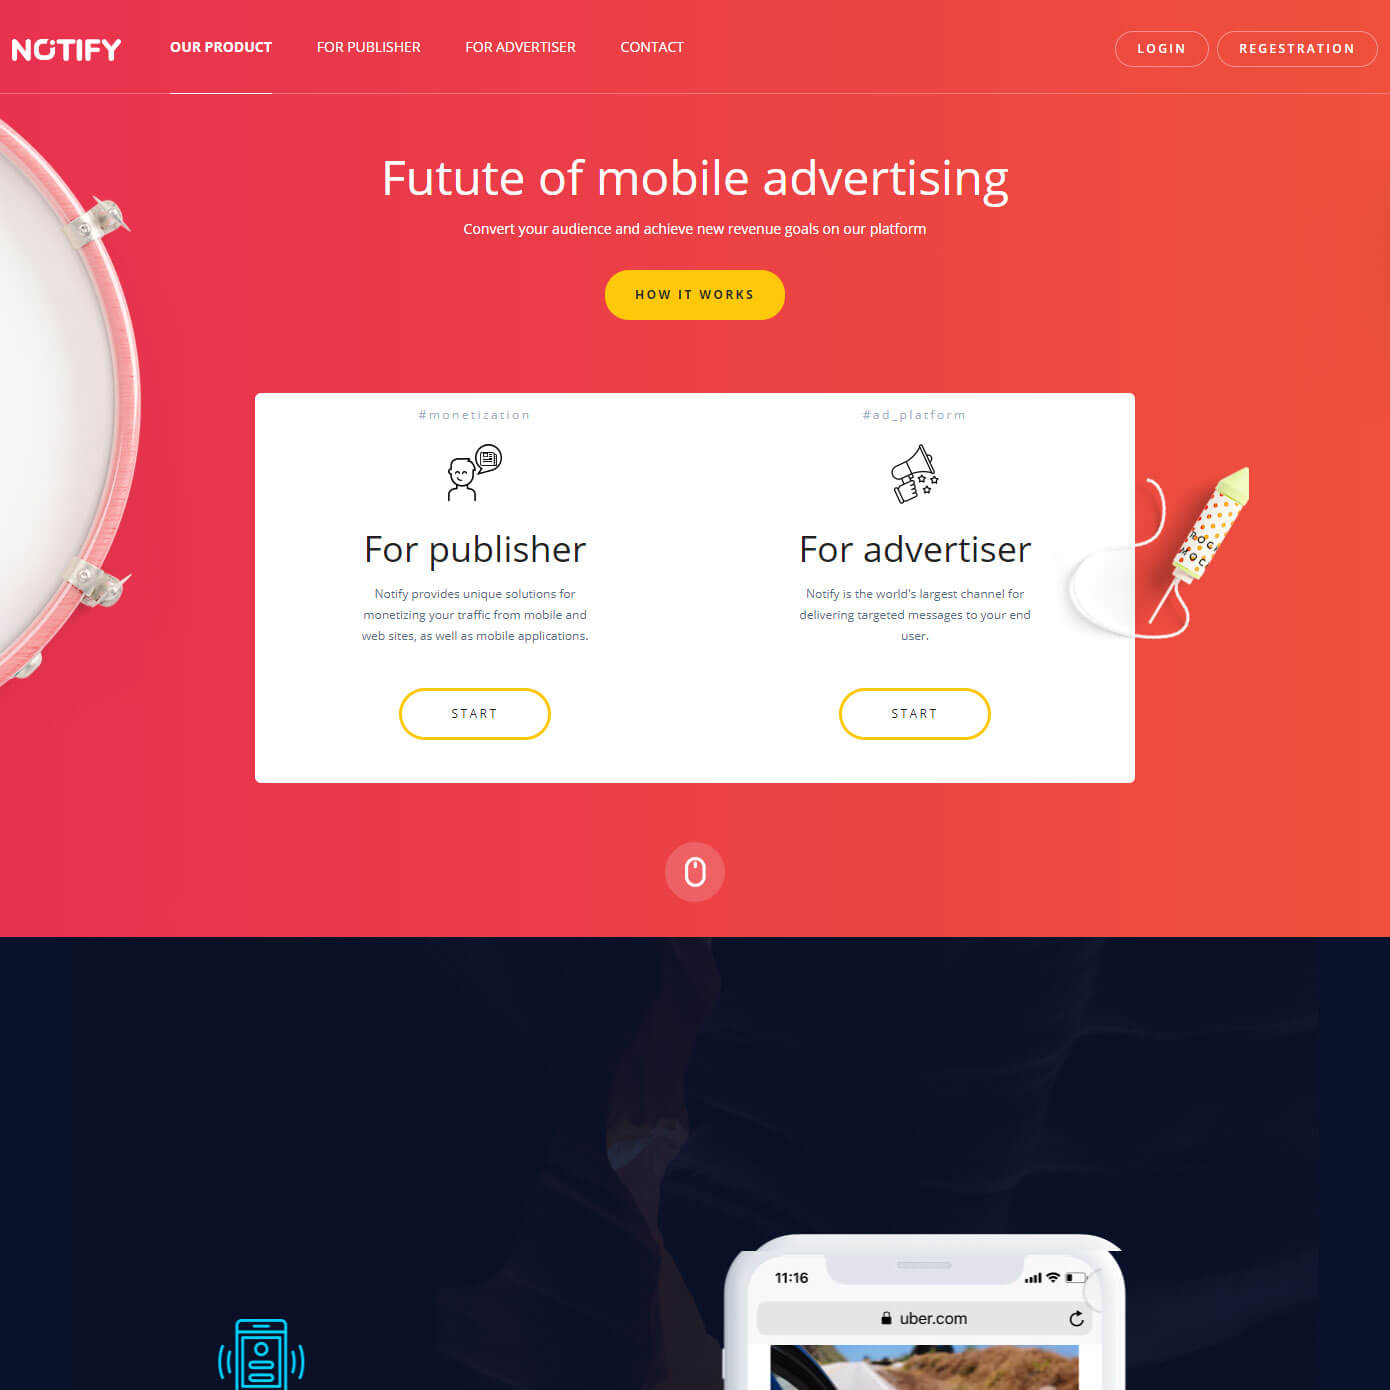 NOTIFY
OUR PRODUCT
FOR PUBLISHER
FOR ADVERTISER
CONTACT
LOGIN
REGESTRATION
Futute of mobile advertising
Convert your audience and achieve new revenue goals on our platform
HOW IT WORKS
#monetization
For publisher
Notify provides unique solutions for
monetizing your traffic from mobile and
web sites, as well as mobile applications.
START
#ad_platform
For advertiser
Notify is the world's largest channel for
delivering targeted messages to your end
user.
START
11:16
uber.com